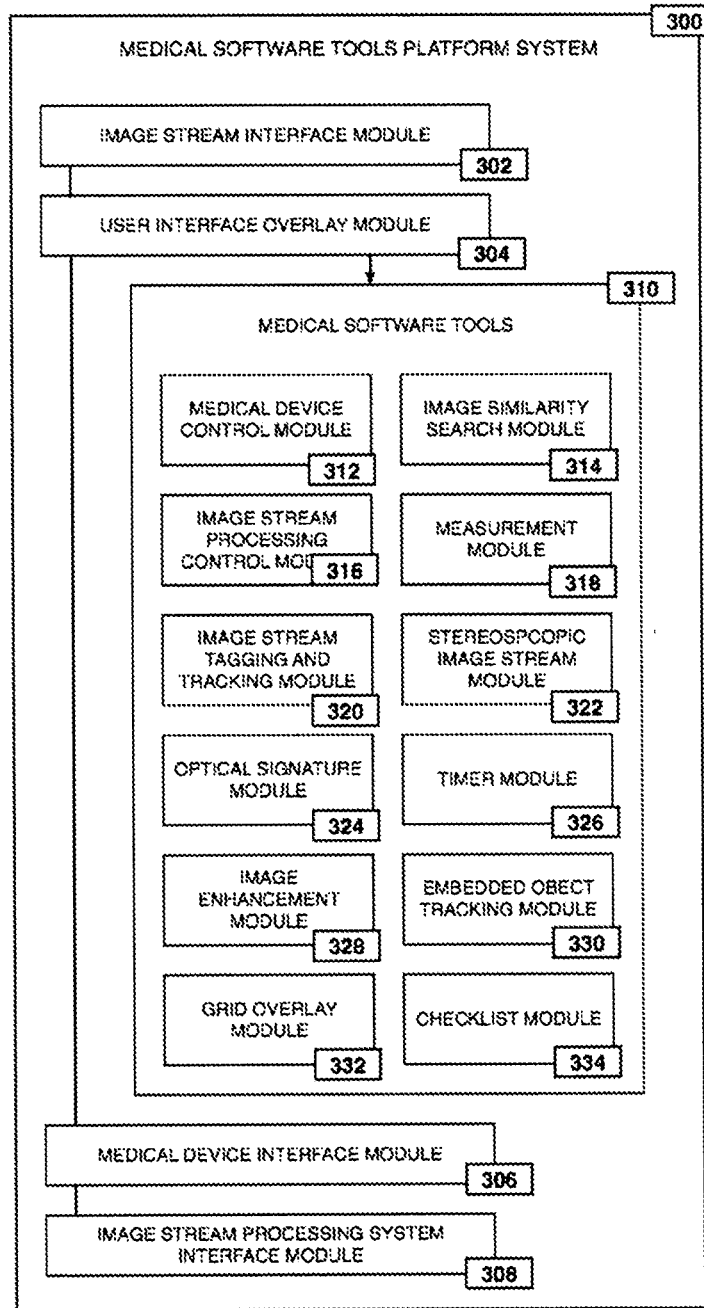 300
MEDICAL SOFTWARE TOOLS PLATFORM SYSTEM
IMAGE STREAM INTERFACE MODULE
302
USER INTERFACE OVERLAY MODULE
304
310
MEDICAL SOFTWARE TOOLS
MEDICAL DEVICE
CONTROL MODULE
312
IMAGE SIMILARITY
SEARCH MODULE
314
IMAGE STREAM
PROCESSING
CONTROL MOD
316
MEASUREMENT
MODULE
318
IMAGE STREAM
TAGGING AND
TRACKING MODULE
320
STEREOSPCOPIC
IMAGE STREAM
MODULE
322
OPTICAL SIGNATURE
MODULE
324
TIMER MODULE
326
IMAGE
ENHANCEMENT
MODULE
328
EMBEDDED OBECT
TRACKING MODULE
330
GRID OVERLAY
MODULE
332
CHECKLIST MODULE
334
MEDICAL DEVICE INTERFACE MODULE
306
IMAGE STREAM PROCESSING SYSTEM
INTERFACE MODULE
308